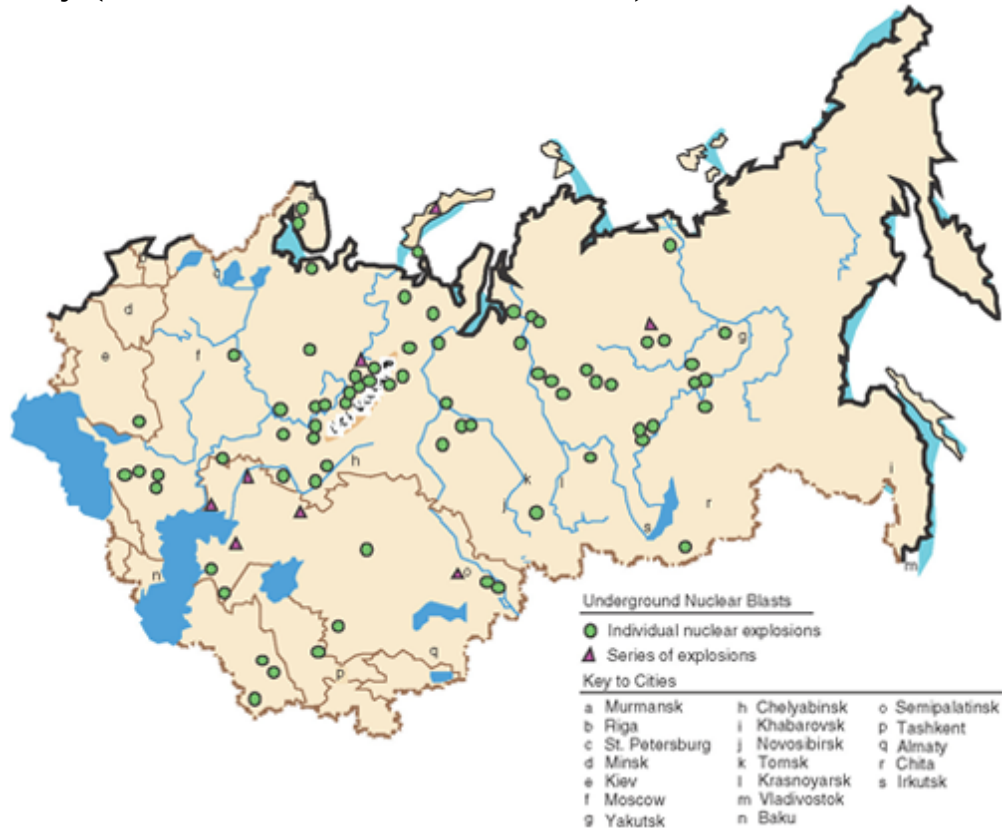 d
e
f
g
h
k
l
j
s
r
i
m
n
o
p
q
Underground Nuclear Blasts
Individual nuclear explosions
Series of explosions
Key to Cities
a Murmansk h Chelyabinsk o Semipalatinsk
b Riga i Khabarovsk p Tashkent
c St. Petersburg j Novosibirsk q Almaty
d Minsk k Tomsk r Chita
e Kiev l Krasnoyarsk s Irkutsk
f Moscow m Vladivostok
g Yakutsk n Baku